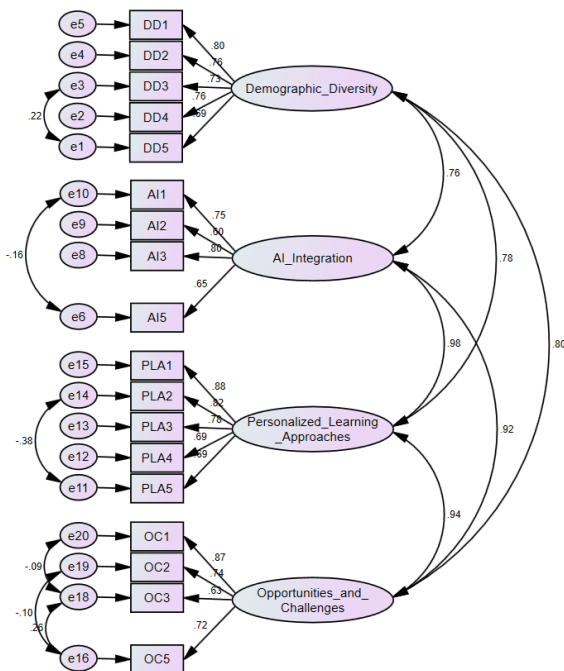 e5 DD1
.80
e4 DD2
.76
e3 DD3 .73 Demographic_Diversity
.76
.22 e2 DD4
.69
e1 DD5
.76
e10 AI1
.75
e9 AI2
.60
-.16 e8 AI3 .80 AI_Integration
.78
.65
e6 AI5
.80
.98
e15 PLA1
.88
e14 PLA2
.82
e13 PLA3 .78 Personalized_Learning
_Approaches
.92
-.38
e12 PLA4 .69
.69
e11 PLA5
.94
e20 OC1
.87
-.09 e19 OC2
.74
e18 OC3 .63 Opportunities_and_
Challenges
-.10
.26
.72
e16 OC5